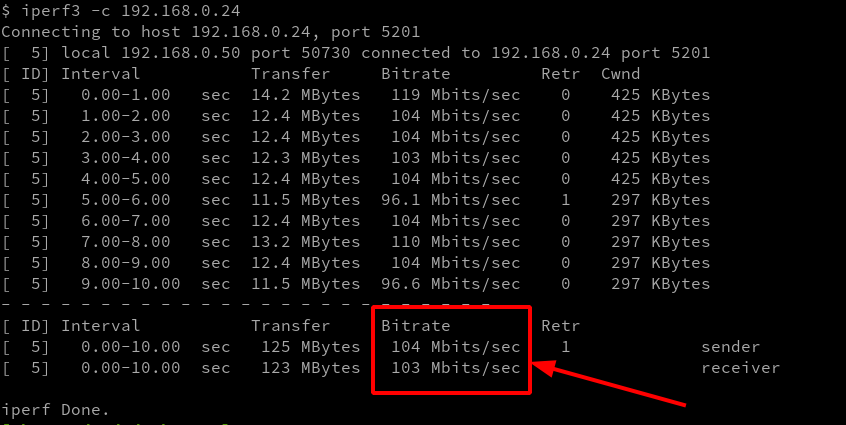 $ iperf3 -c 192.168.0.24
Connecting to host 192.168.0.24, port 5201
[  5] local 192.168.0.50 port 50730 connected to 192.168.0.24 port 5201
[ ID] Interval           Transfer     Bitrate         Retr  Cwnd
[  5]   0.00-1.00   sec  14.2 MBytes   119 Mbits/sec    0    425 KBytes
[  5]   1.00-2.00   sec  12.4 MBytes   104 Mbits/sec    0    425 KBytes
[  5]   2.00-3.00   sec  12.4 MBytes   104 Mbits/sec    0    425 KBytes
[  5]   3.00-4.00   sec  12.3 MBytes   103 Mbits/sec    0    425 KBytes
[  5]   4.00-5.00   sec  12.4 MBytes   104 Mbits/sec    0    425 KBytes
[  5]   5.00-6.00   sec  11.5 MBytes  96.1 Mbits/sec    1    297 KBytes
[  5]   6.00-7.00   sec  12.4 MBytes   104 Mbits/sec    0    297 KBytes
[  5]   7.00-8.00   sec  13.2 MBytes   110 Mbits/sec    0    297 KBytes
[  5]   8.00-9.00   sec  12.4 MBytes   104 Mbits/sec    0    297 KBytes
[  5]   9.00-10.00  sec  11.5 MBytes  96.6 Mbits/sec    0    297 KBytes
- - - - - - - - - - - - - - - - - - - - - - - - -
[ ID] Interval           Transfer     Bitrate         Retr
[  5]   0.00-10.00  sec   125 MBytes   104 Mbits/sec    1             sender
[  5]   0.00-10.00  sec   123 MBytes   103 Mbits/sec                  receiver
iperf Done.